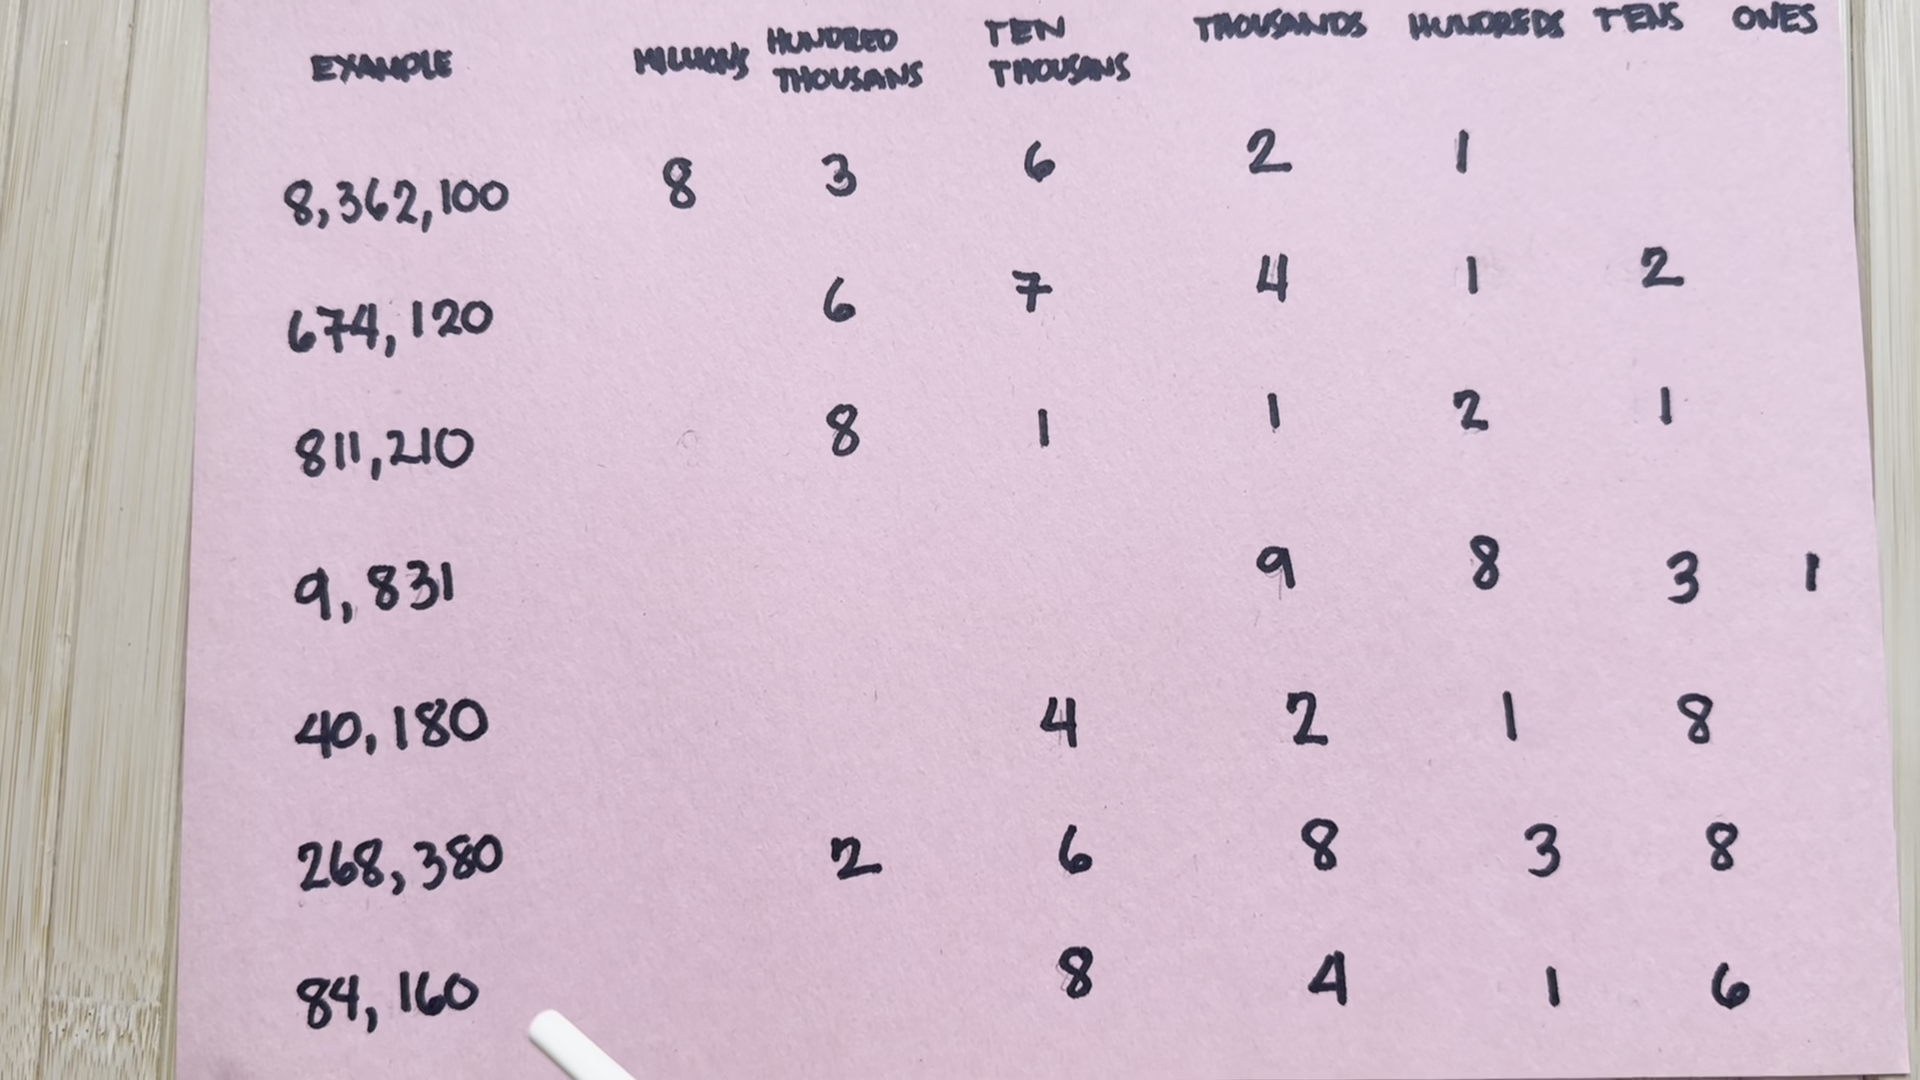 EXAMPLE MILLIONS HUNDRED THOUSANS TEN THOUSANS THOUSANDS HUNDREDS TENS ONES
8,362,100 8 3 6 2 1
674,120 6 7 4 1 2
811,210 8 1 1 2 1
9,831 9 8 3 1
40,180 4 2 1 8
268,380 2 6 8 3 8
84,160 8 4 1 6